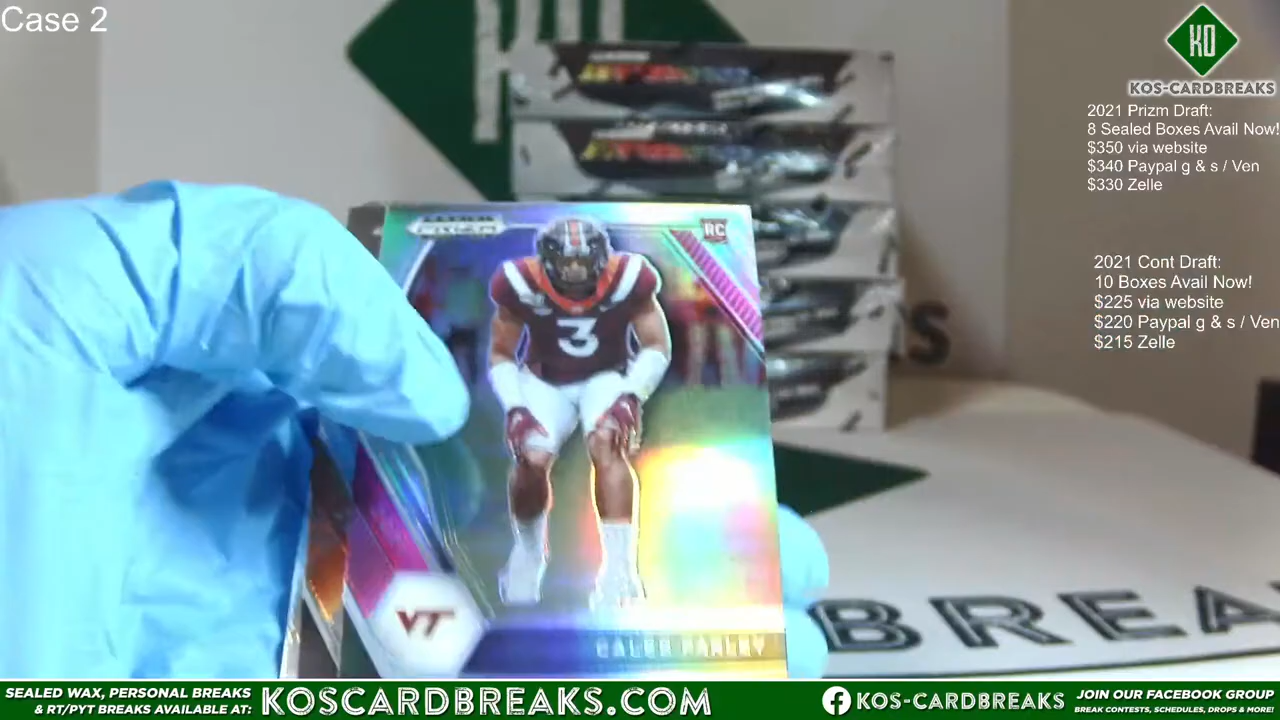 Case 2
KO
KOS-CARDBREAKS
2021 Prizm Draft:
8 Sealed Boxes Avail Now!
$350 via website
$340 Paypal g & s / Ven
$330 Zelle
2021 Cont Draft:
10 Boxes Avail Now!
$225 via website
$220 Paypal g & s / Ven
$215 Zelle
PRIZM
RC
3
VT
CALEB FARLEY
S
BREA
SEALED WAX, PERSONAL BREAKS
& RT/PYT BREAKS AVAILABLE AT:
KOSCARDBREAKS.COM
KOS-CARDBREAKS
JOIN OUR FACEBOOK GROUP
BREAK CONTESTS, SCHEDULES, DROPS & MORE!